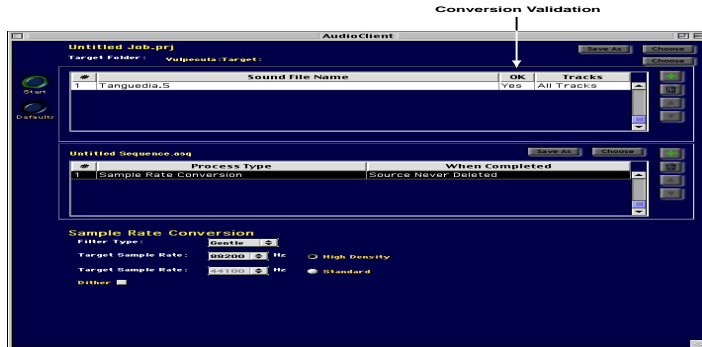 Conversion Validation
AudioClient
Untitled Job.prj
Save As
Choose
Target Folder: Vulpecula:Target:
Choose
# Sound File Name OK Tracks
1 Tanguedia.5 Yes All Tracks
Start
Defaults
Untitled Sequence.asq
Save As
Choose
# Process Type When Completed
1 Sample Rate Conversion Source Never Deleted
Sample Rate Conversion
Filter Type: Gentle
Target Sample Rate: 88200 Hz High Density
Target Sample Rate: 44100 Hz Standard
Dither